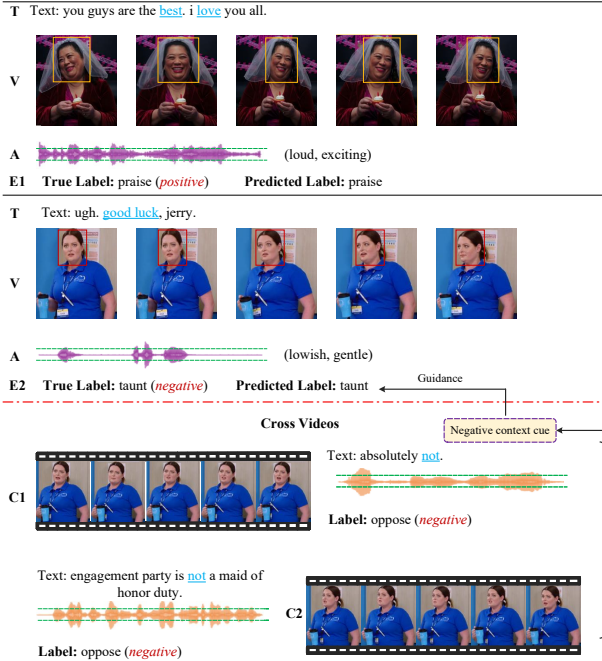 T Text: you guys are the best. i love you all.
V
A (loud, exciting)
E1 True Label: praise (positive) Predicted Label: praise
T Text: ugh. good luck, jerry.
V
A (lowish, gentle)
E2 True Label: taunt (negative) Predicted Label: taunt
Guidance
Cross Videos
Negative context cue
C1
Text: absolutely not.
Label: oppose (negative)
Text: engagement party is not a maid of
honor duty.
Label: oppose (negative)
C2